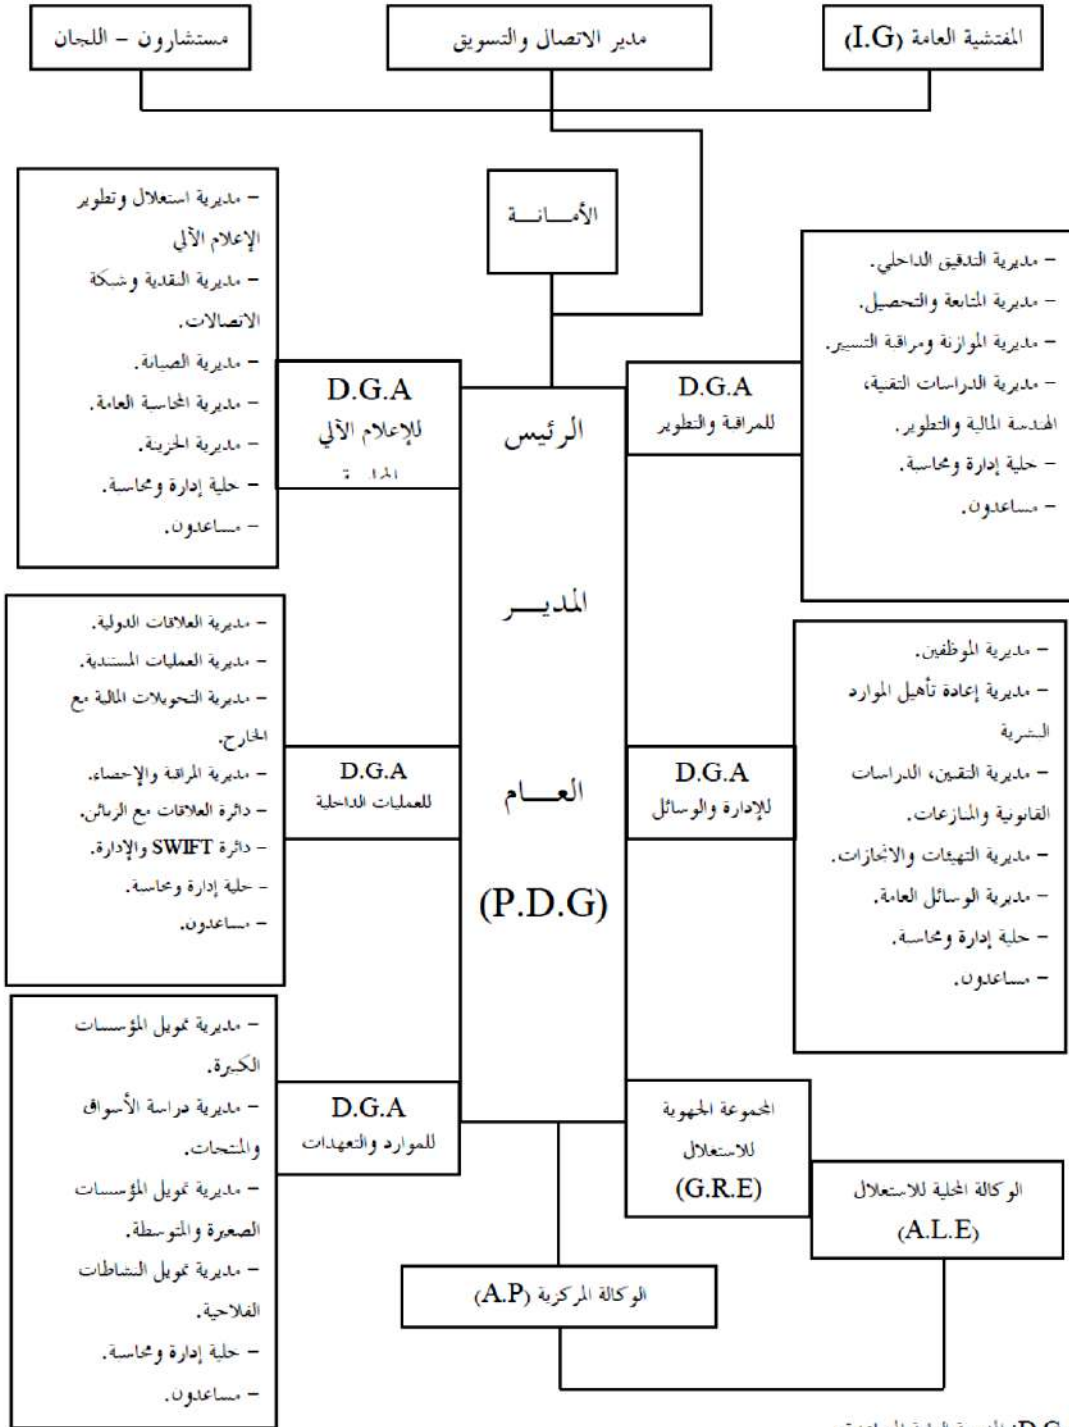 المفتشية العامة (I.G)
مدير الاتصال والتسويق
مستشارون – اللجان
الأمـــانـــة
– مديرية التدقيق الداخلي.
– مديرية المتابعة والتحصيل.
– مديرية الموازنة ومراقبة التسيير.
– مديرية الدراسات التقنية،
الهندسة المالية والتطوير.
– خلية إدارة ومحاسبة.
– مساعدون.
D.G.A
للمراقبة والتطوير
– مديرية استغلال وتطوير
الإعلام الآلي
– مديرية النقدية وشبكة
الاتصالات.
– مديرية الصيانة.
– مديرية المحاسبة العامة.
– مديرية الخزينة.
– خلية إدارة ومحاسبة.
– مساعدون.
D.G.A
للإعلام الآلي
الرئيس
المديـــر
العـــام
(P.D.G)
– مديرية الموظفين.
– مديرية إعادة تأهيل الموارد
البشرية
– مديرية التقنين، الدراسات
القانونية والمنازعات.
– مديرية التهيئات والانجازات.
– مديرية الوسائل العامة.
– خلية إدارة ومحاسبة.
– مساعدون.
D.G.A
للإدارة والوسائل
– مديرية العلاقات الدولية.
– مديرية العمليات المستندية.
– مديرية التحويلات المالية مع
الخارج.
– مديرية المراقبة والإحصاء.
– دائرة العلاقات مع الزبائن.
– دائرة SWIFT والإدارة.
– خلية إدارة ومحاسبة.
– مساعدون.
D.G.A
للعمليات الداخلية
– مديرية تمويل المؤسسات
الكبيرة.
– مديرية دراسة الأسواق
والمنتجات.
– مديرية تمويل المؤسسات
الصغيرة والمتوسطة.
– مديرية تمويل النشاطات
الفلاحية.
– خلية إدارة ومحاسبة.
– مساعدون.
D.G.A
للموارد والتعهدات
المجموعة الجهوية
للاستغلال
(G.R.E)
الوكالة المحلية للاستغلال
(A.L.E)
الوكالة المركزية (A.P)